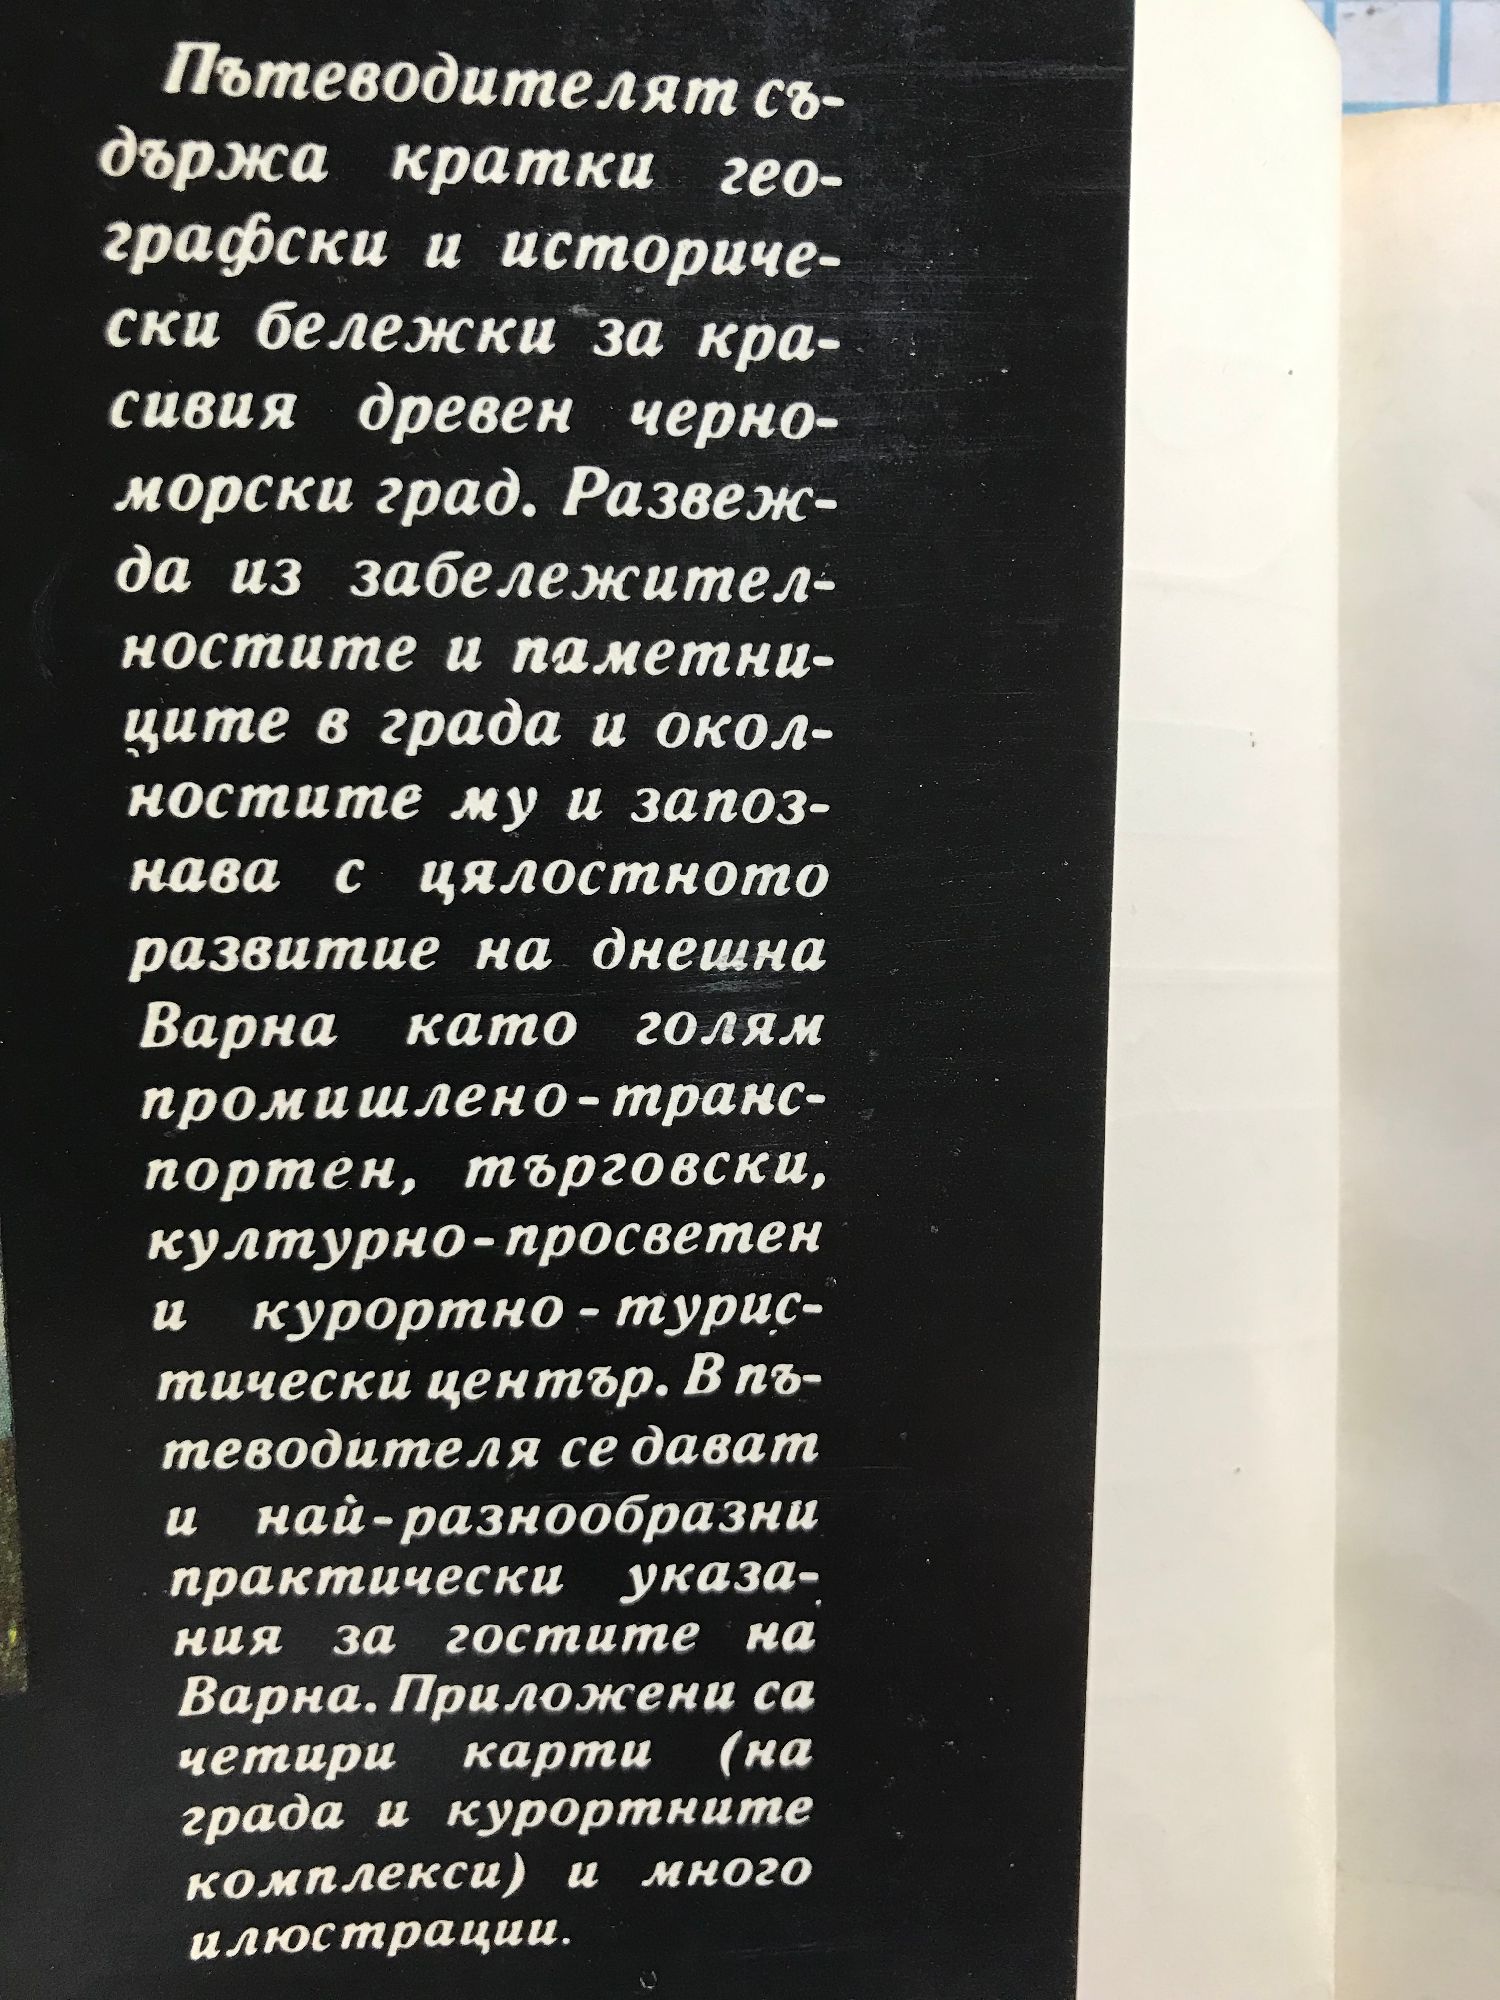 Пътеводителят съ-
държа кратки гео-
графски и историче-
ски бележки за кра-
сивия древен черно-
морски град. Развеж-
да из забележител-
ностите и паметни-
ците в града и окол-
ностите му и запоз-
нава с цялостното
развитие на днешна
Варна като голям
промишлено-транс-
портен, търговски,
културно-просветен
и курортно-турис-
тически център. В пъ-
теводителя се дават
и най-разнообразни
практически указа-
ния за гостите на
Варна. Приложени са
четири карти (на
града и курортните
комплекси) и много
илюстрации.